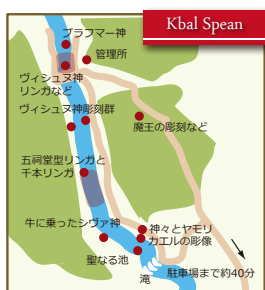 Kbal Spean
ブラフマー神
管理所
ヴィシュヌ神
リンガなど
ヴィシュヌ神彫刻群
魔王の彫刻など
五祠堂型リンガと
千本リンガ
牛に乗ったシヴァ神
神々とヤモリ
カエルの彫像
聖なる池
滝
駐車場まで約40分